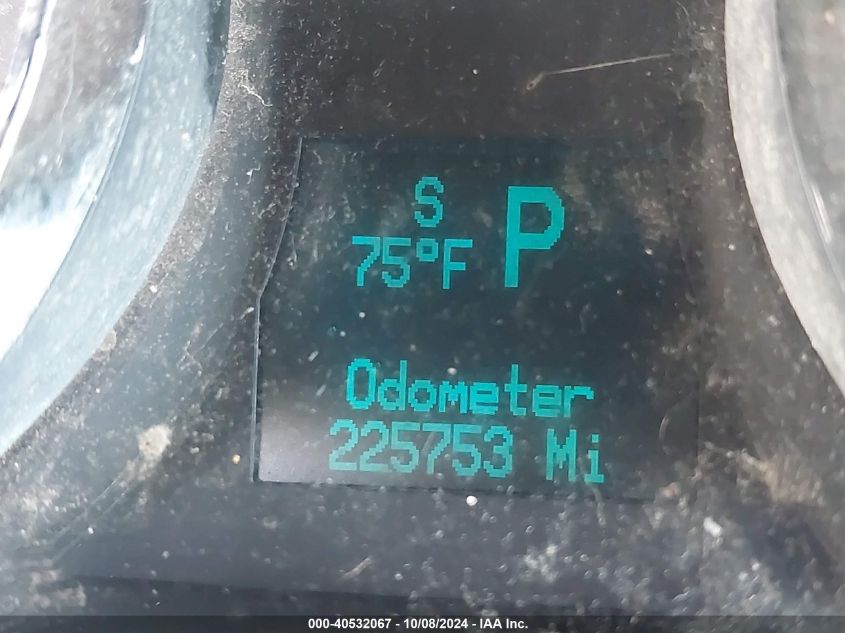 S
75°F P
Odometer
225753 Mi
000-40532067 - 10/08/2024 - IAA Inc.